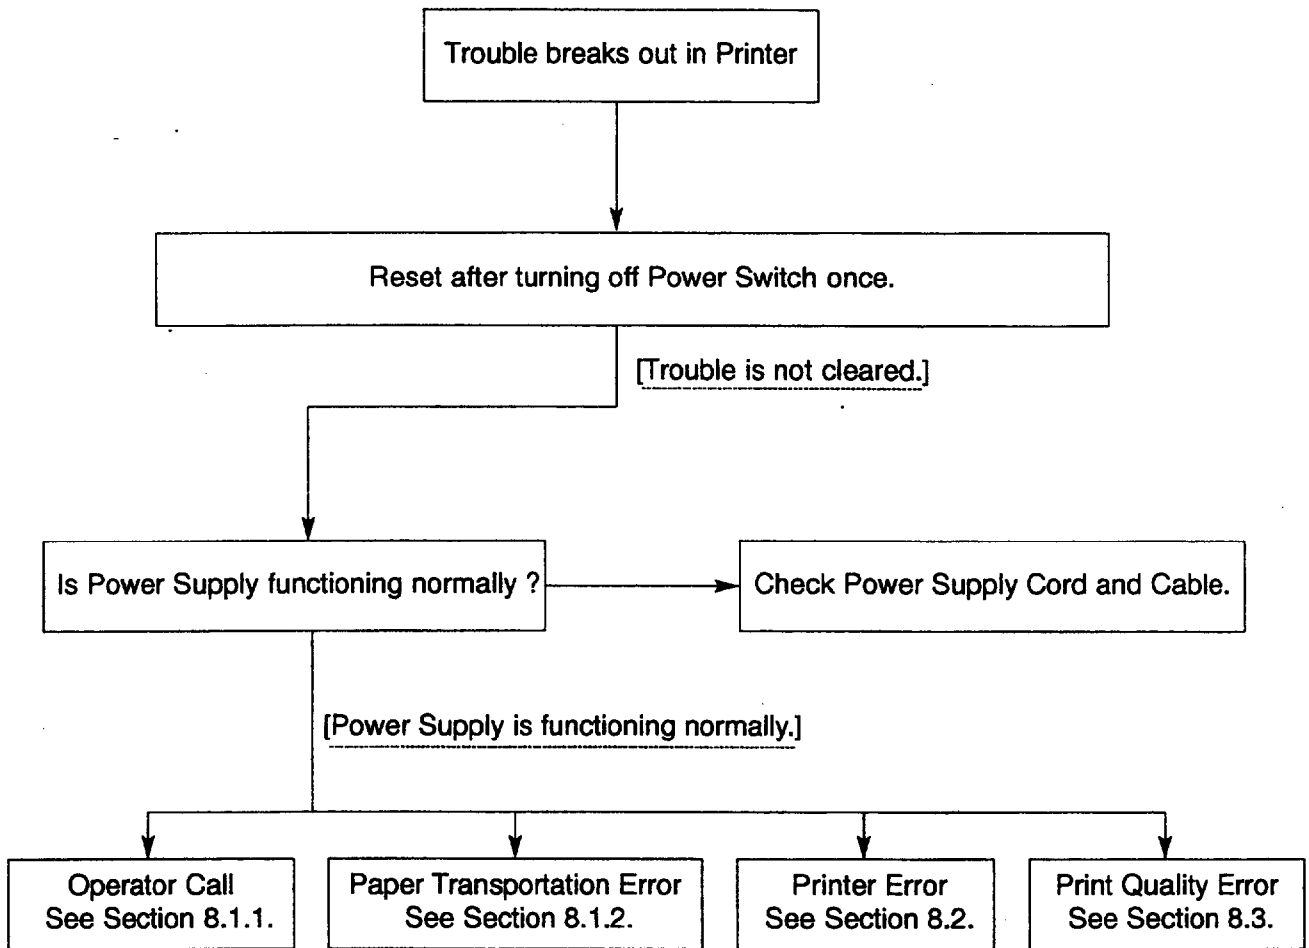 Trouble breaks out in Printer
Reset after turning off Power Switch once.
[Trouble is not cleared.]
Is Power Supply functioning normally ?
Check Power Supply Cord and Cable.
[Power Supply is functioning normally.]
Operator Call
See Section 8.1.1.
Paper Transportation Error
See Section 8.1.2.
Printer Error
See Section 8.2.
Print Quality Error
See Section 8.3.